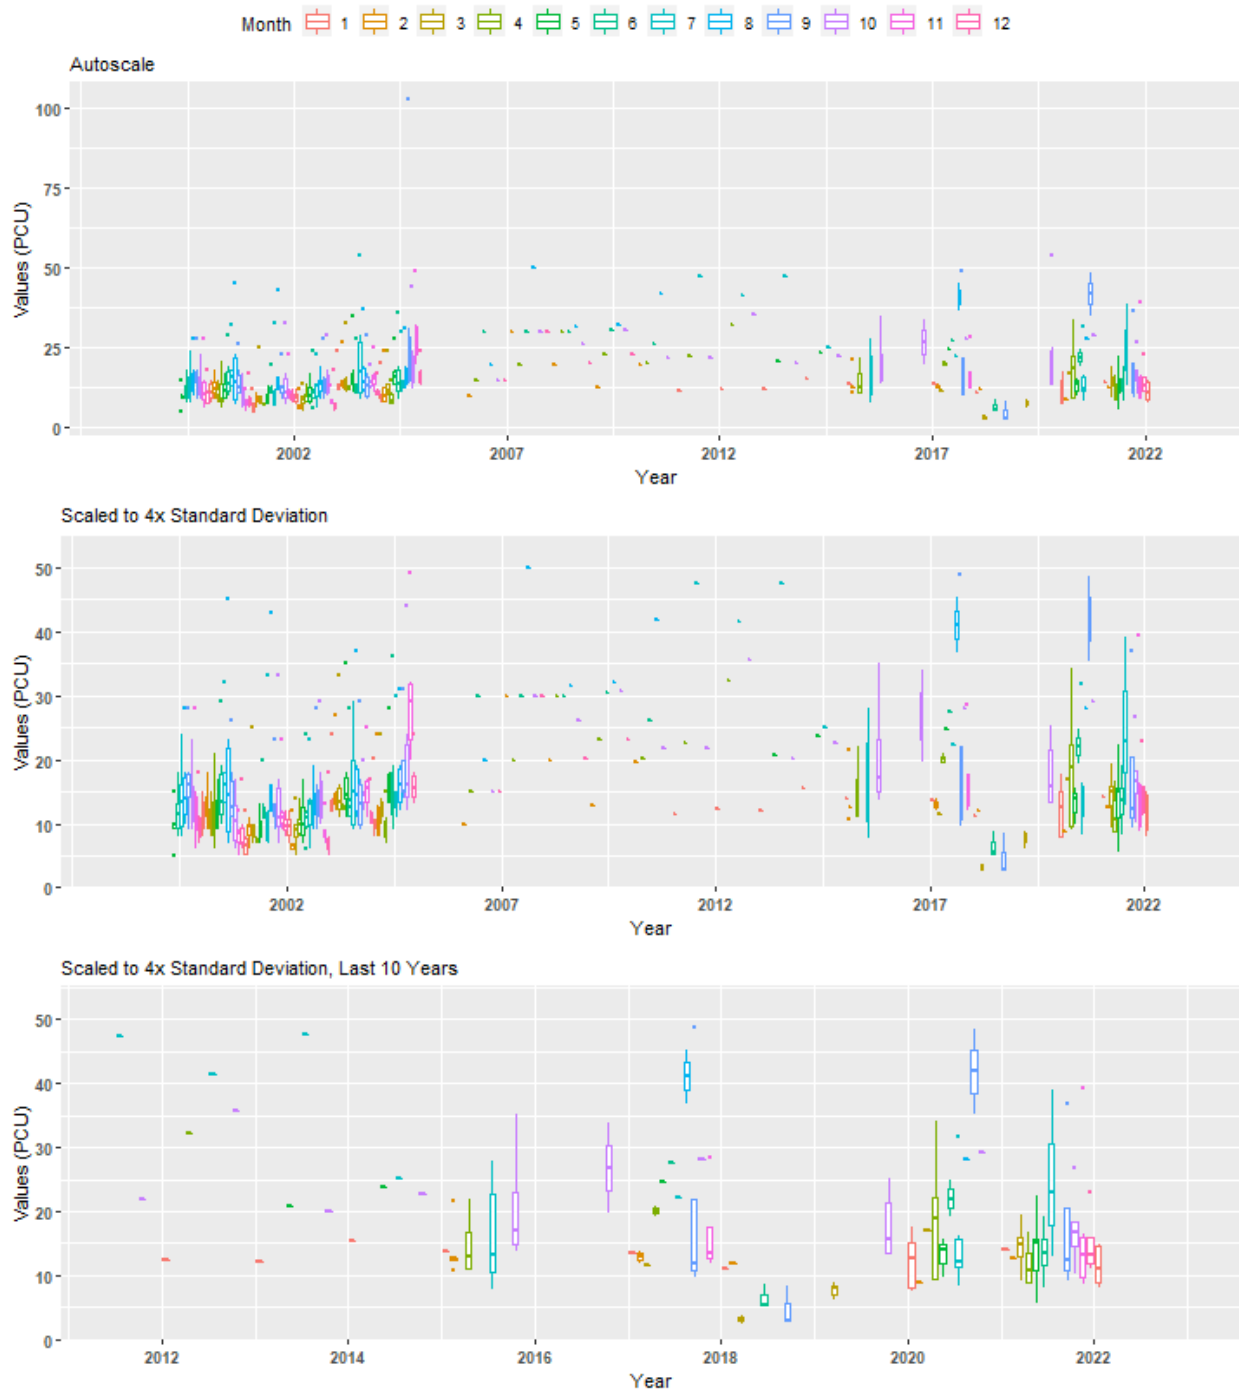 Month 1 2 3 4 5 6 7 8 9 10 11 12
Autoscale
100
75
50
25
0
Values (PCU)
2002 2007 2012 2017 2022
Year
Scaled to 4x Standard Deviation
50
40
30
20
10
0
Values (PCU)
2002 2007 2012 2017 2022
Year
Scaled to 4x Standard Deviation, Last 10 Years
50
40
30
20
10
0
Values (PCU)
2012 2014 2016 2018 2020 2022
Year